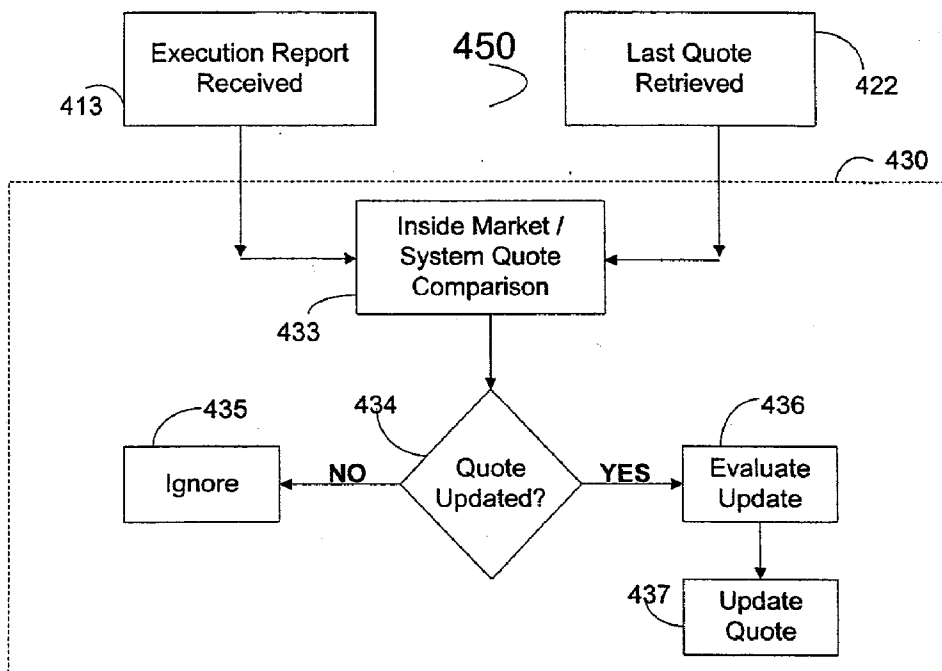 Execution Report
Received
413
450
Last Quote
Retrieved
422
430
Inside Market /
System Quote
Comparison
433
434
Quote
Updated?
NO
YES
435
Ignore
436
Evaluate
Update
437
Update
Quote